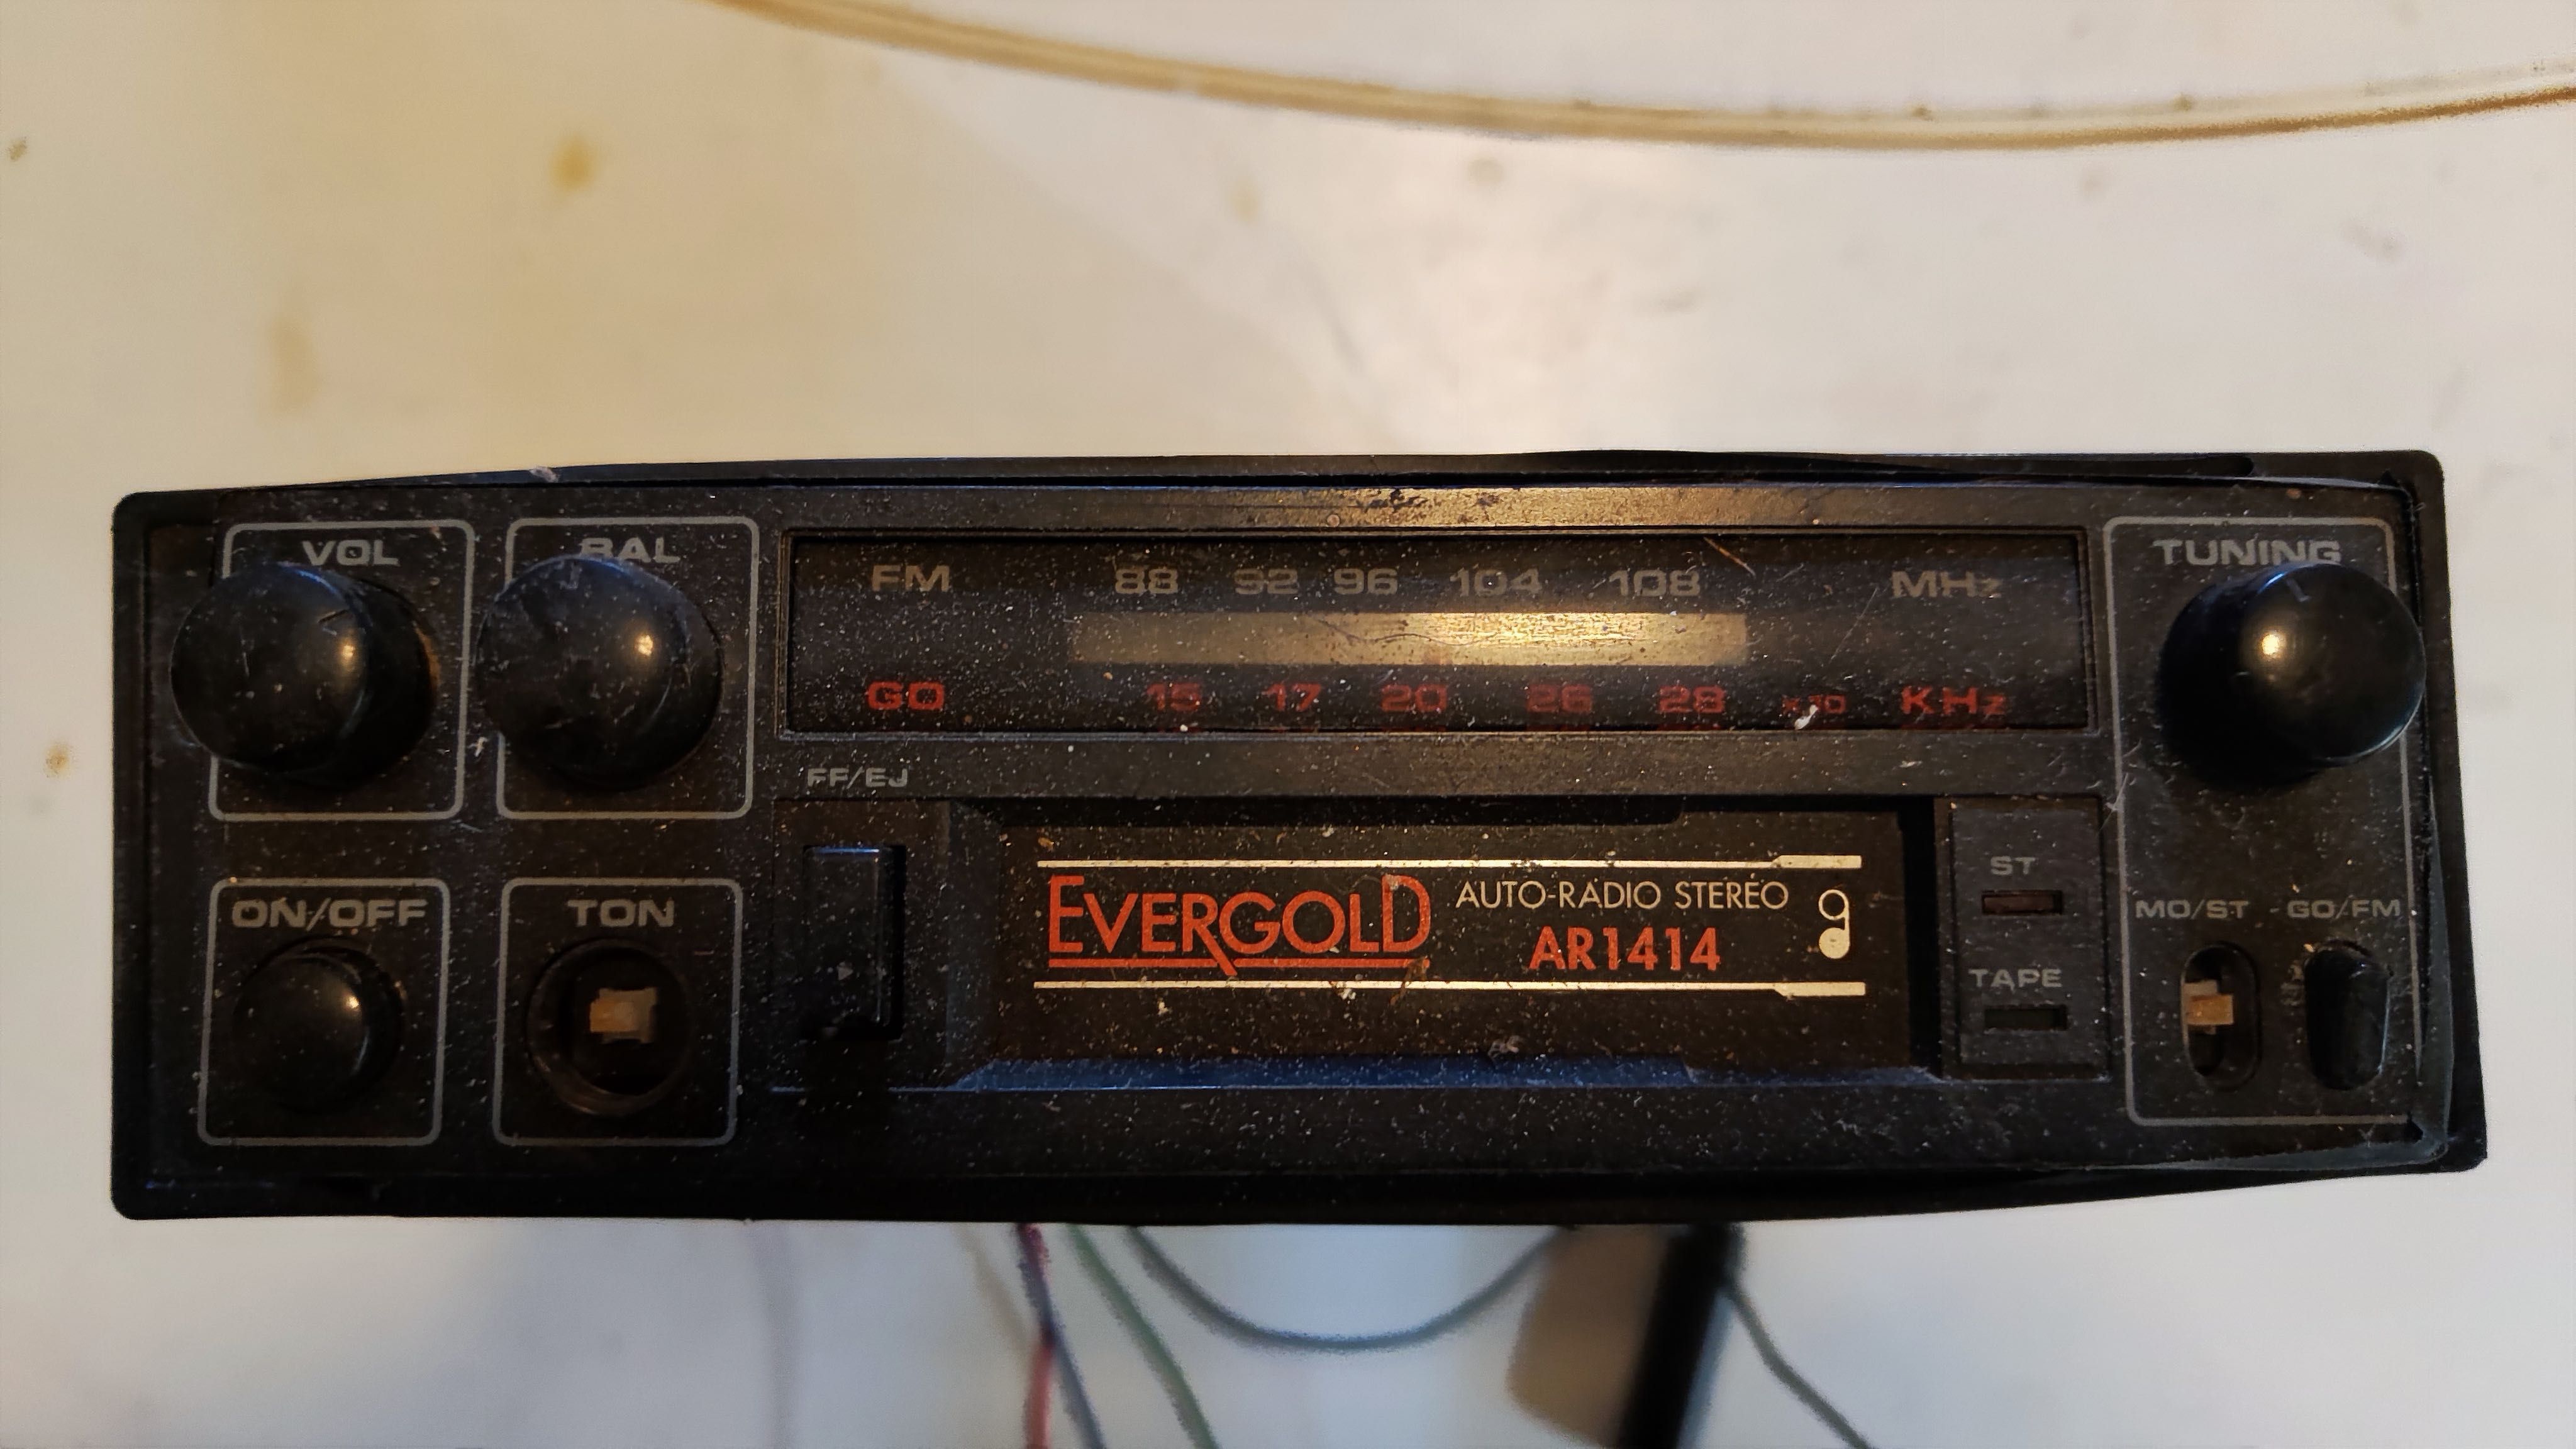 VOL
BAL
FM 88 92 96 104 108 MHz
GO 15 17 20 26 28 x10 KHz
TUNING
FF/EJ
ON/OFF
TON
EVERGOLD
AUTO-RADIO STEREO
AR1414
ST
TAPE
MO/ST - GO/FM